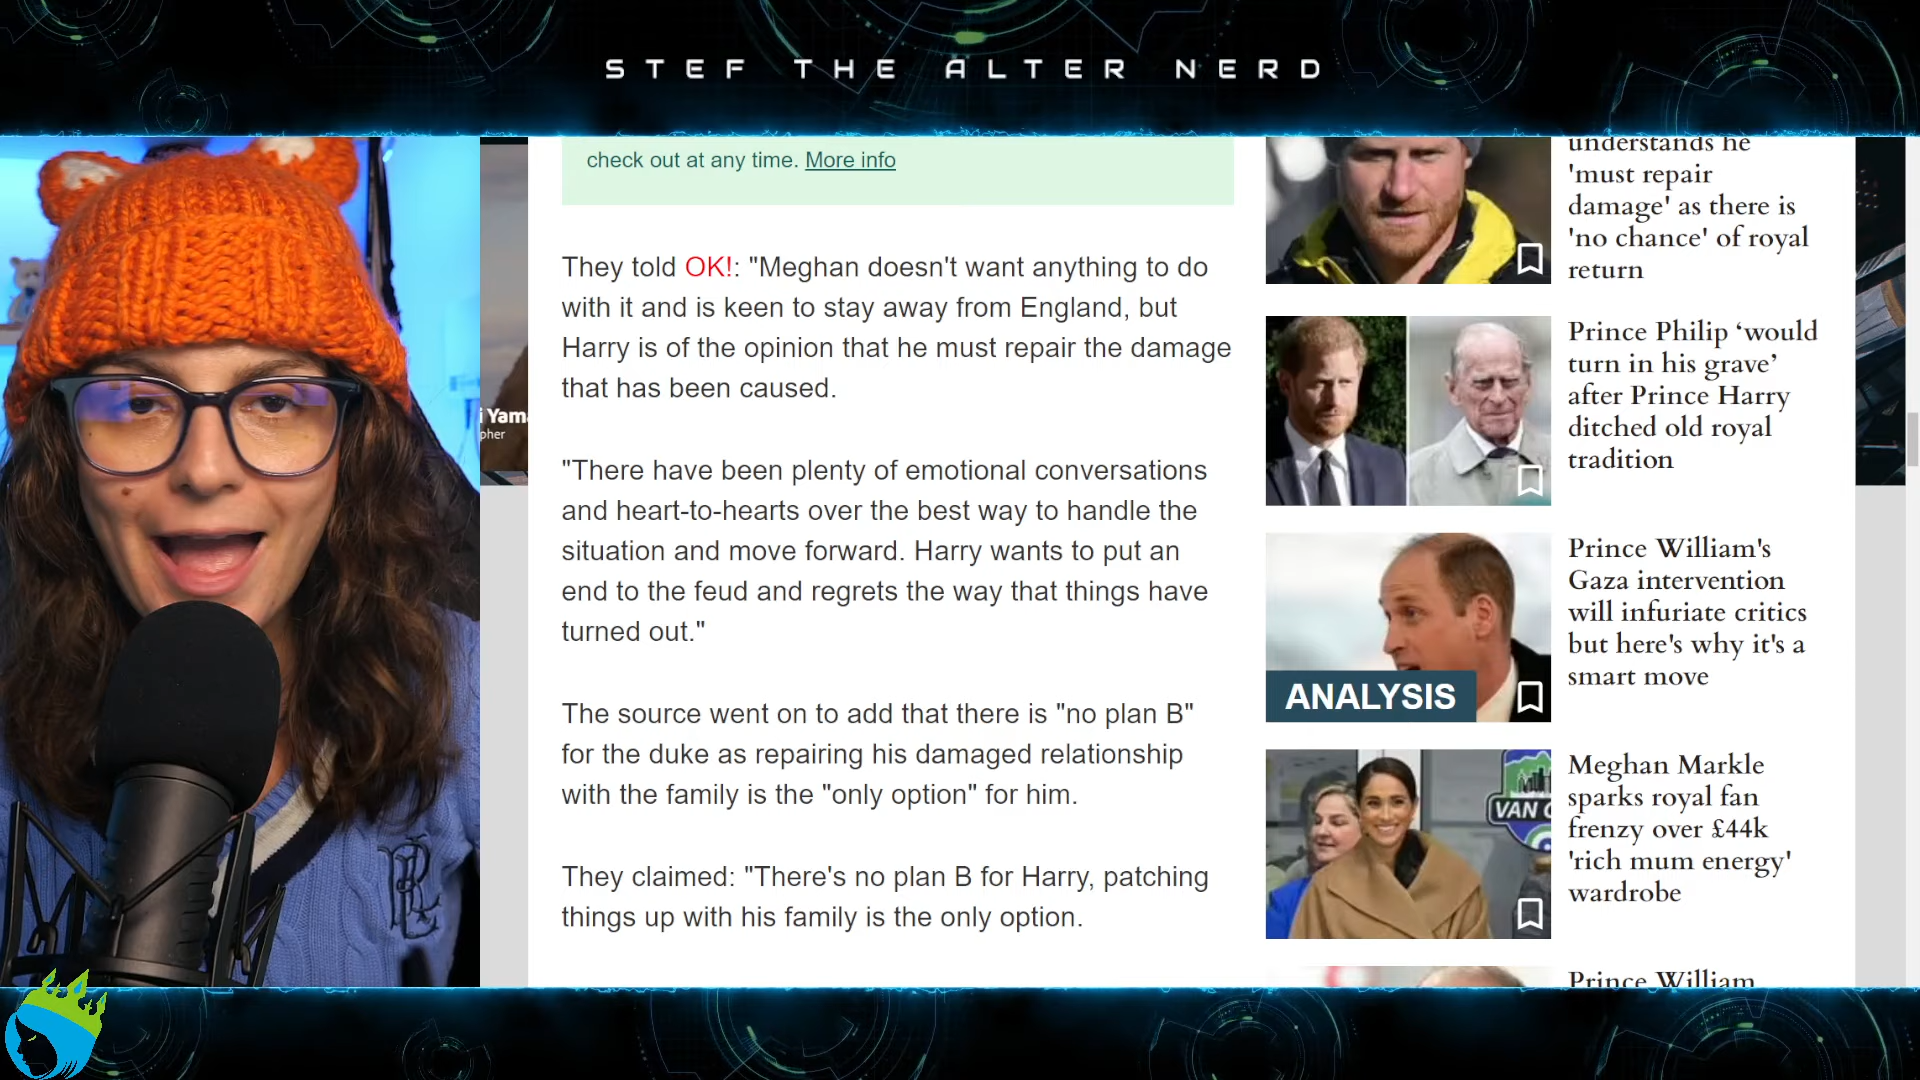 STEF THE ALTER NERD
check out at any time. More info
They told OK!: "Meghan doesn't want anything to do
with it and is keen to stay away from England, but
Harry is of the opinion that he must repair the damage
that has been caused.
"There have been plenty of emotional conversations
and heart-to-hearts over the best way to handle the
situation and move forward. Harry wants to put an
end to the feud and regrets the way that things have
turned out."
The source went on to add that there is "no plan B"
for the duke as repairing his damaged relationship
with the family is the "only option" for him.
They claimed: "There's no plan B for Harry, patching
things up with his family is the only option.
understands he
'must repair
damage' as there is
'no chance' of royal
return
Prince Philip ‘would
turn in his grave’
after Prince Harry
ditched old royal
tradition
Prince William's
Gaza intervention
will infuriate critics
but here's why it's a
smart move
ANALYSIS
Meghan Markle
sparks royal fan
frenzy over £44k
'rich mum energy'
wardrobe
VAN
Prince William
i Yam
pher